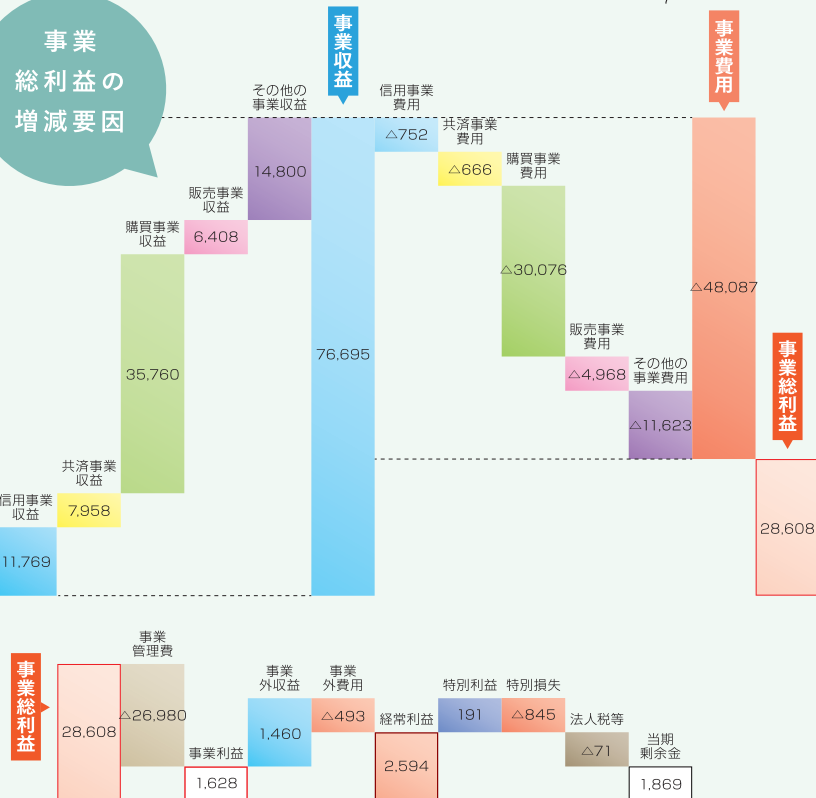 事業
総利益の
増減要因
信用事業
収益
11,769
共済事業
収益
7,958
購買事業
収益
35,760
販売事業
収益
6,408
その他の
事業収益
14,800
事業収益
76,695
信用事業
費用
△752
共済事業
費用
△666
購買事業
費用
△30,076
販売事業
費用
△4,968
その他の
事業費用
△11,623
事業費用
△48,087
事業総利益
28,608
事業総利益
28,608
事業
管理費
△26,980
事業利益
1,628
事業
外収益
1,460
事業
外費用
△493
経常利益
2,594
特別利益
191
特別損失
△845
法人税等
△71
当期
剰余金
1,869